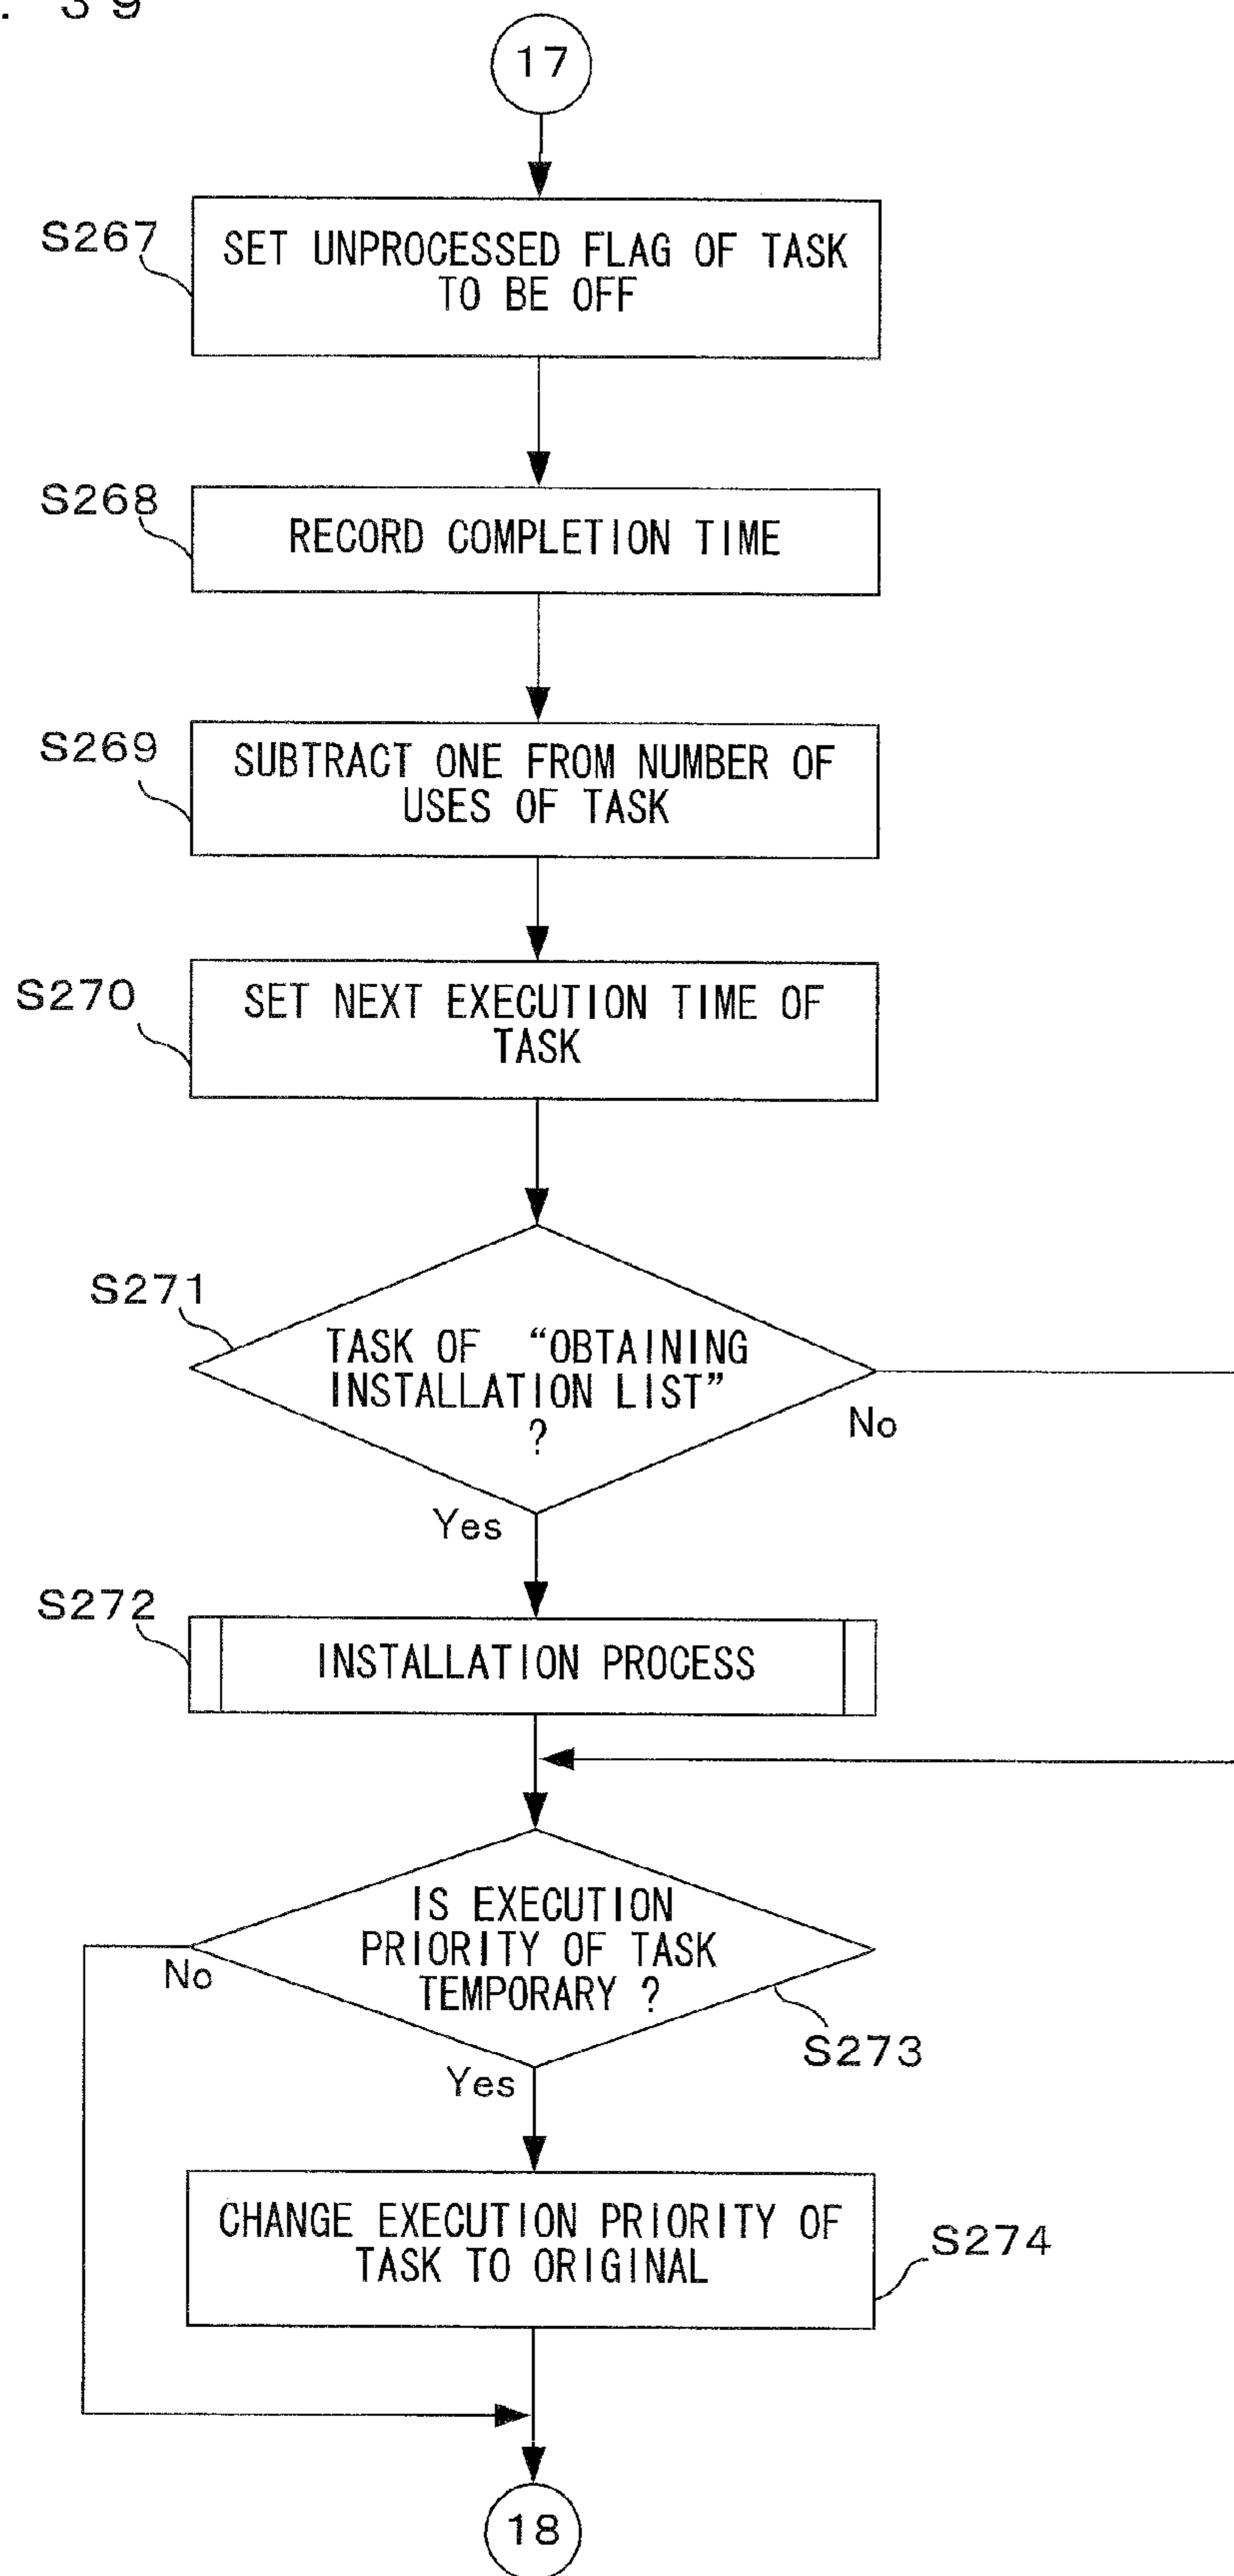 . 39
17
S267
SET UNPROCESSED FLAG OF TASK
TO BE OFF
S268
RECORD COMPLETION TIME
S269
SUBTRACT ONE FROM NUMBER OF
USES OF TASK
S270
SET NEXT EXECUTION TIME OF
TASK
S271
TASK OF “OBTAINING
INSTALLATION LIST”
?
No
Yes
S272
INSTALLATION PROCESS
IS EXECUTION
PRIORITY OF TASK
TEMPORARY ?
No
S273
Yes
CHANGE EXECUTION PRIORITY OF
TASK TO ORIGINAL
S274
18